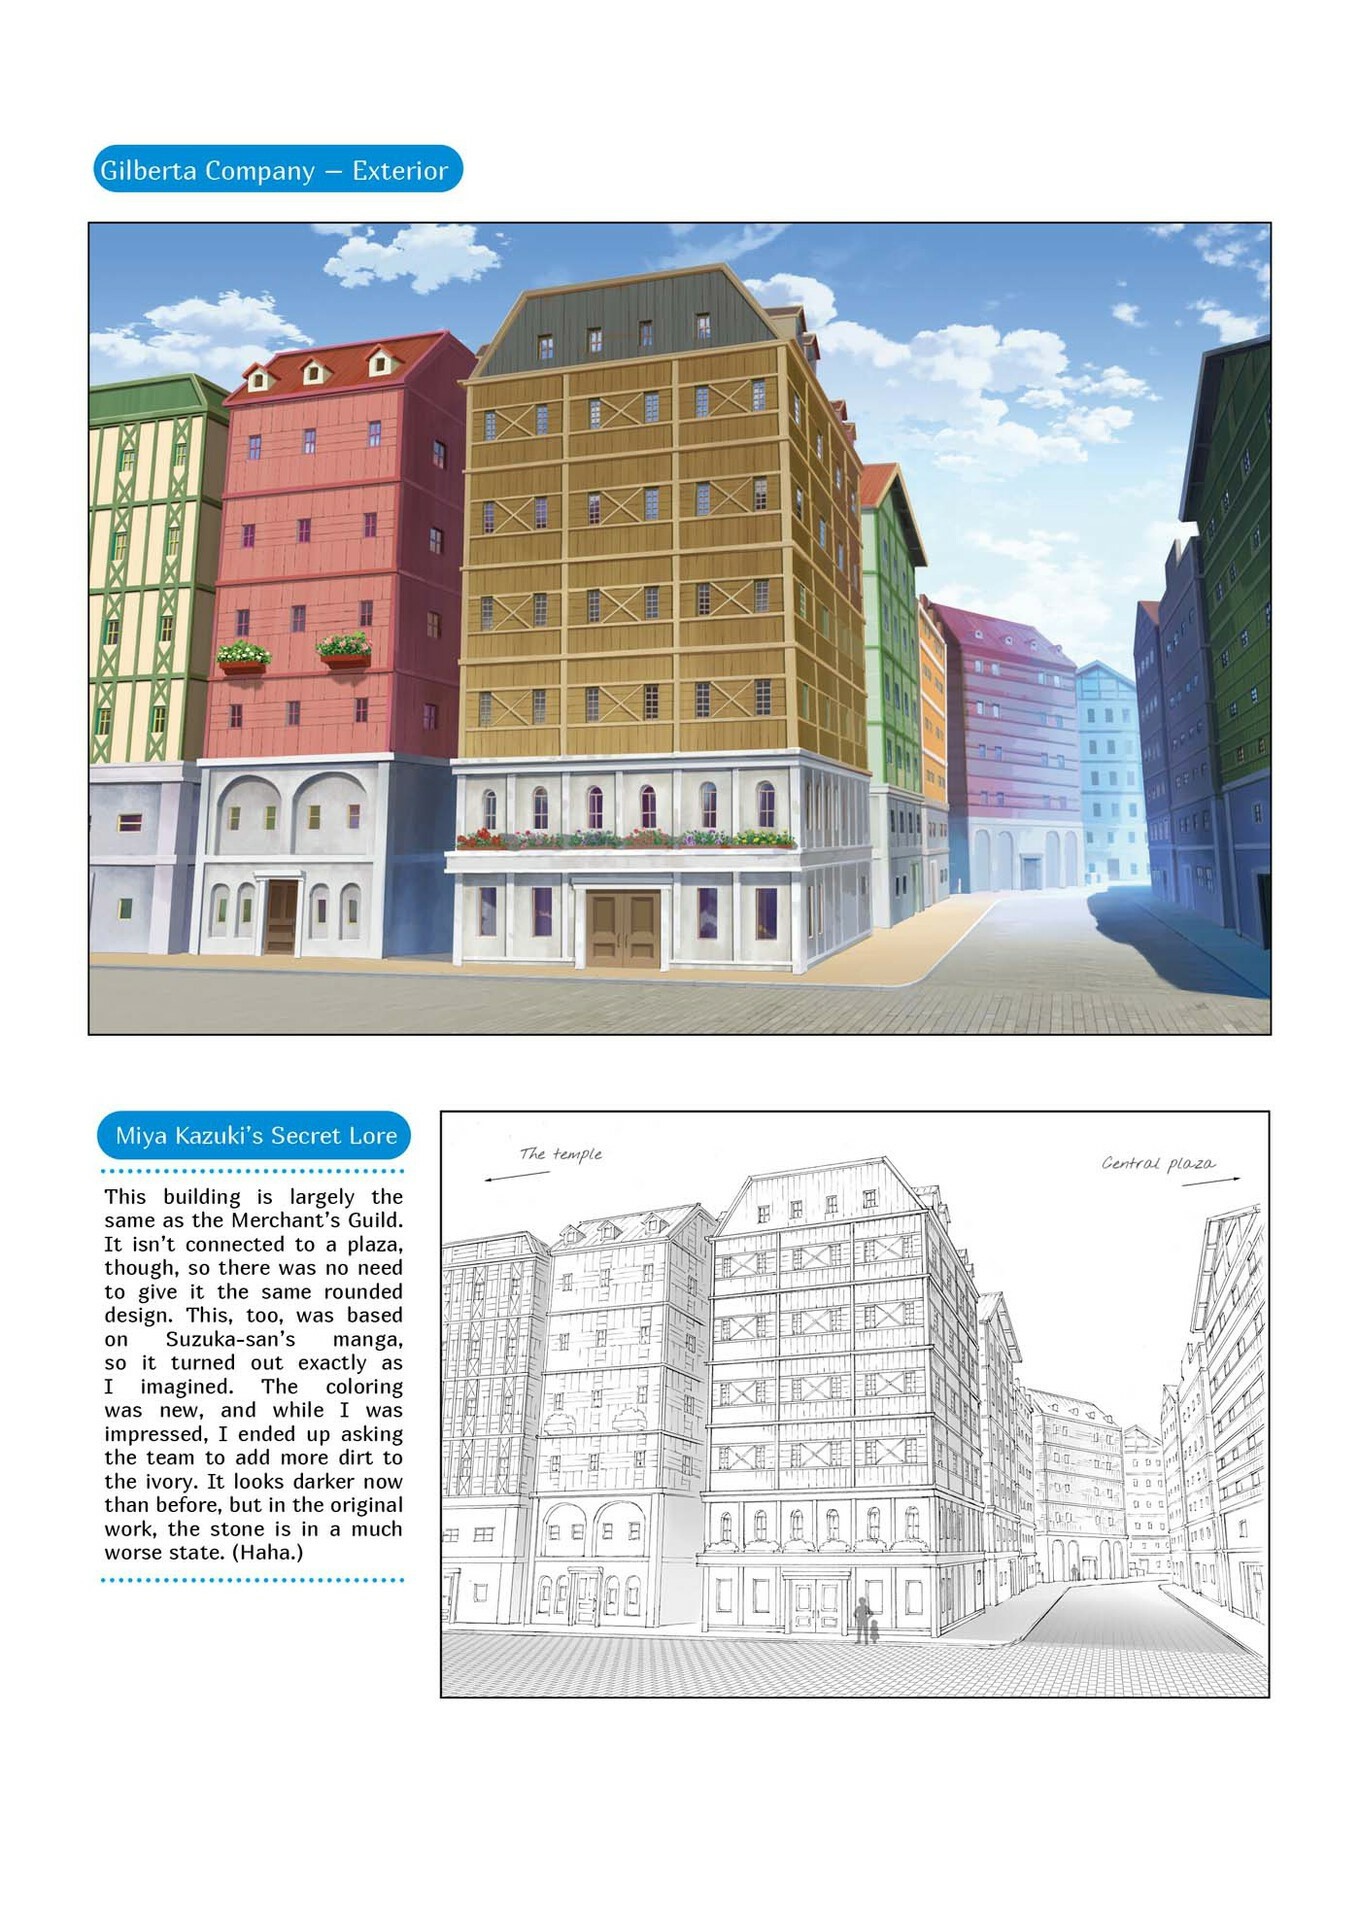 Gilberta Company – Exterior
Miya Kazuki's Secret Lore
This building is largely the
same as the Merchant's Guild.
It isn't connected to a plaza,
though, so there was no need
to give it the same rounded
design. This, too, was based
on Suzuka-san's manga,
so it turned out exactly as
I imagined. The coloring
was new, and while I was
impressed, I ended up asking
the team to add more dirt to
the ivory. It looks darker now
than before, but in the original
work, the stone is in a much
worse state. (Haha.)
The temple
Central plaza